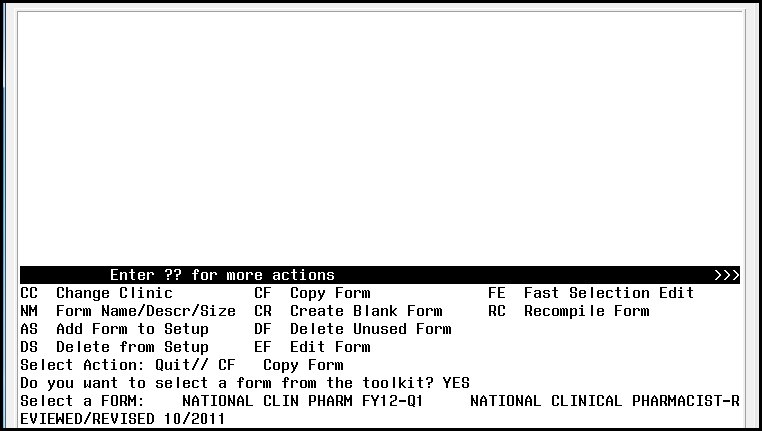 Enter ?? for more actions >>>
CC Change Clinic CF Copy Form FE Fast Selection Edit
NM Form Name/Descr/Size CR Create Blank Form RC Recompile Form
AS Add Form to Setup DF Delete Unused Form
DS Delete from Setup EF Edit Form
Select Action: Quit// CF Copy Form
Do you want to select a form from the toolkit? YES
Select a FORM: NATIONAL CLIN PHARM FY12-Q1 NATIONAL CLINICAL PHARMACIST-R
EVIEWED/REVISED 10/2011